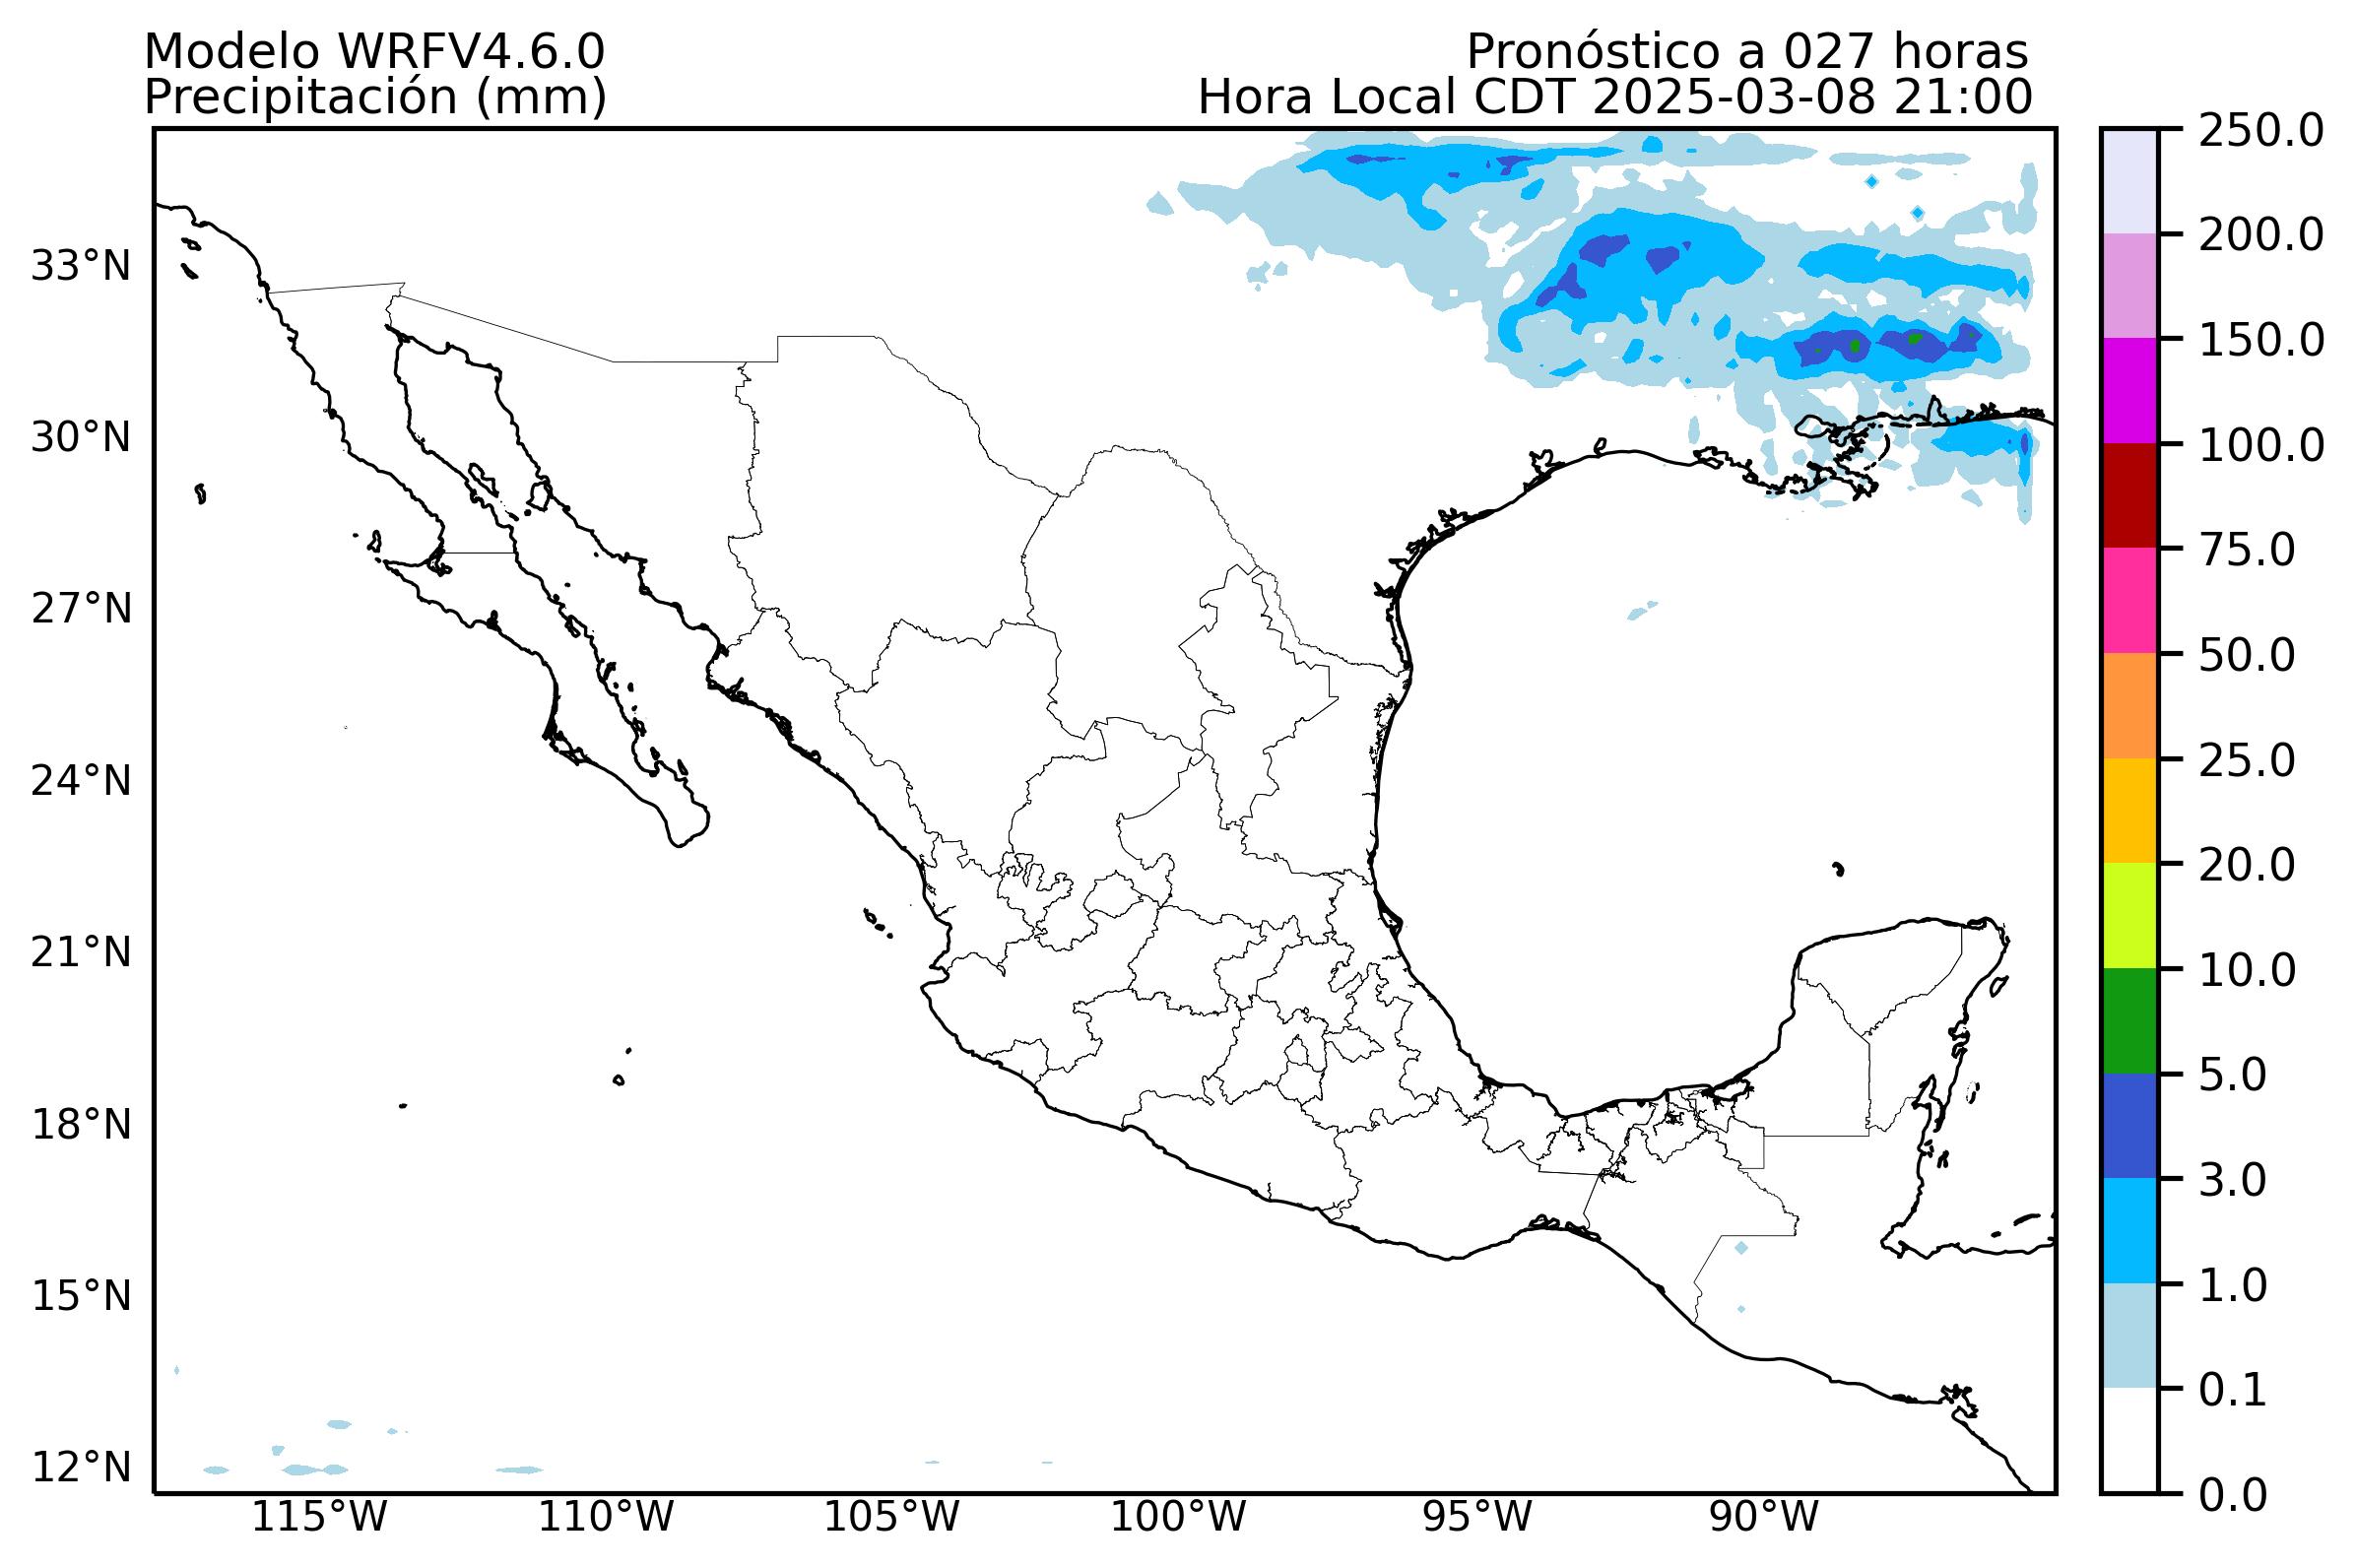 Modelo WRFV4.6.0
Pronóstico a 027 horas
Precipitación (mm)
Hora Local CDT 2025-03-08 21:00
33°N
30°N
27°N
24°N
21°N
18°N
15°N
12°N
115°W
110°W
105°W
100°W
95°W
90°W
250.0
200.0
150.0
100.0
75.0
50.0
25.0
20.0
10.0
5.0
3.0
1.0
0.1
0.0